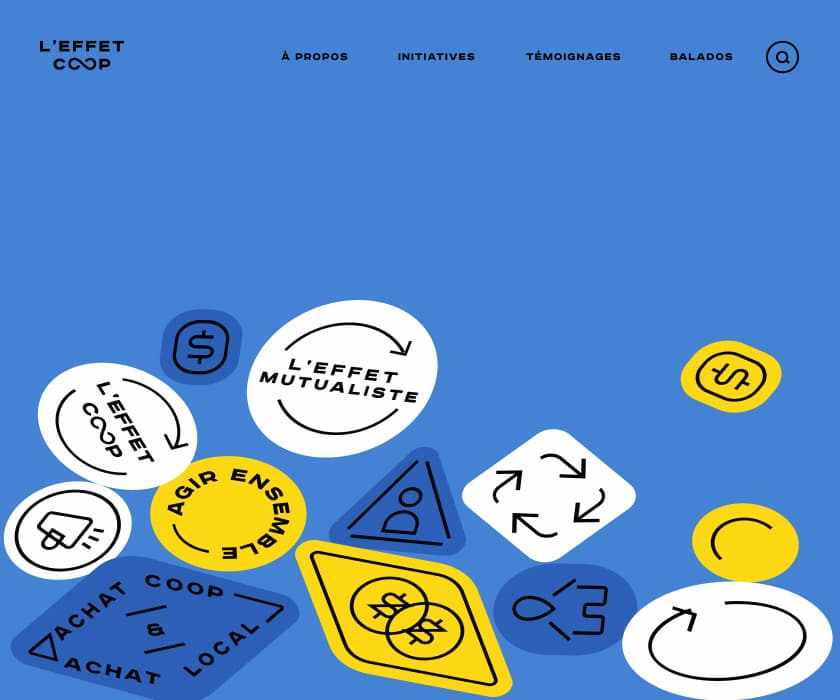 L'EFFET
COOP
À PROPOS
INITIATIVES
TÉMOIGNAGES
BALADOS
$
L'EFFET
MUTUALISTE
$
L'EFFET
COOP
AGIR ENSEMBLE
ACHAT COOP
&
ACHAT LOCAL
$
$